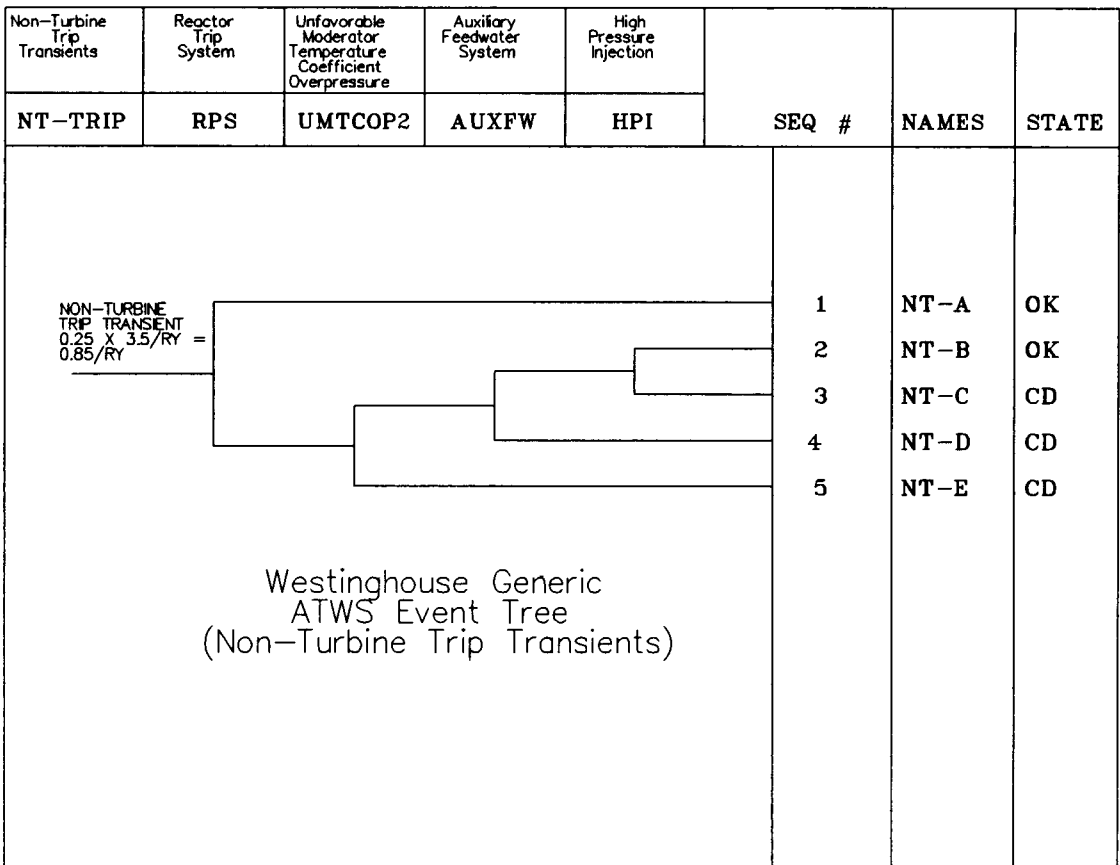 Non-Turbine
Trip
Transients
Reactor
Trip
System
Unfavorable
Moderator
Temperature
Coefficient
Overpressure
Auxiliary
Feedwater
System
High
Pressure
Injection
NT-TRIP RPS UMTCOP2 AUXFW HPI SEQ # NAMES STATE
NON-TURBINE
TRIP TRANSIENT
0.25 X 3.5/RY =
0.85/RY
1 NT-A OK
2 NT-B OK
3 NT-C CD
4 NT-D CD
5 NT-E CD
Westinghouse Generic
ATWS Event Tree
(Non-Turbine Trip Transients)